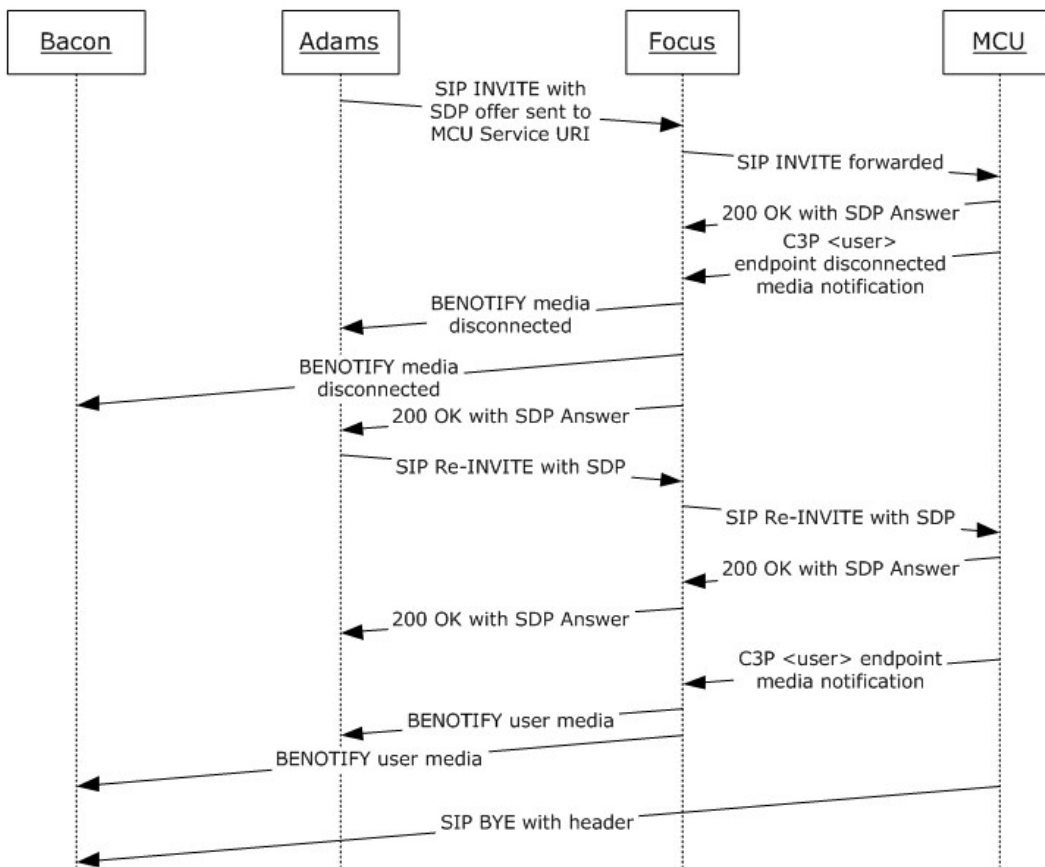 Bacon
Adams
Focus
MCU
SIP INVITE with
SDP offer sent to
MCU Service URI
SIP INVITE forwarded
200 OK with SDP Answer
C3P <user>
endpoint disconnected
media notification
BENOTIFY media
disconnected
BENOTIFY media
disconnected
200 OK with SDP Answer
SIP Re-INVITE with SDP
SIP Re-INVITE with SDP
200 OK with SDP Answer
200 OK with SDP Answer
C3P <user> endpoint
media notification
BENOTIFY user media
BENOTIFY user media
SIP BYE with header